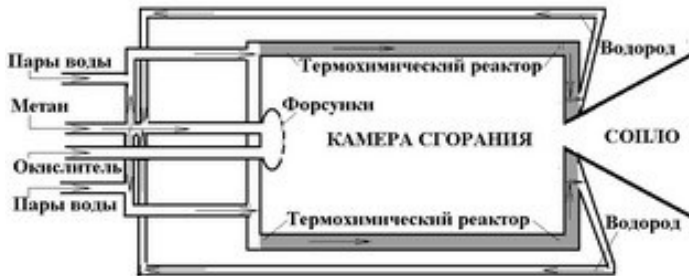 Водород
Пары воды
Термохимический реактор
Метан
Форсунки
КАМЕРА СГОРАНИЯ
СОПЛО
Окислитель
Пары воды
Термохимический реактор
Водород